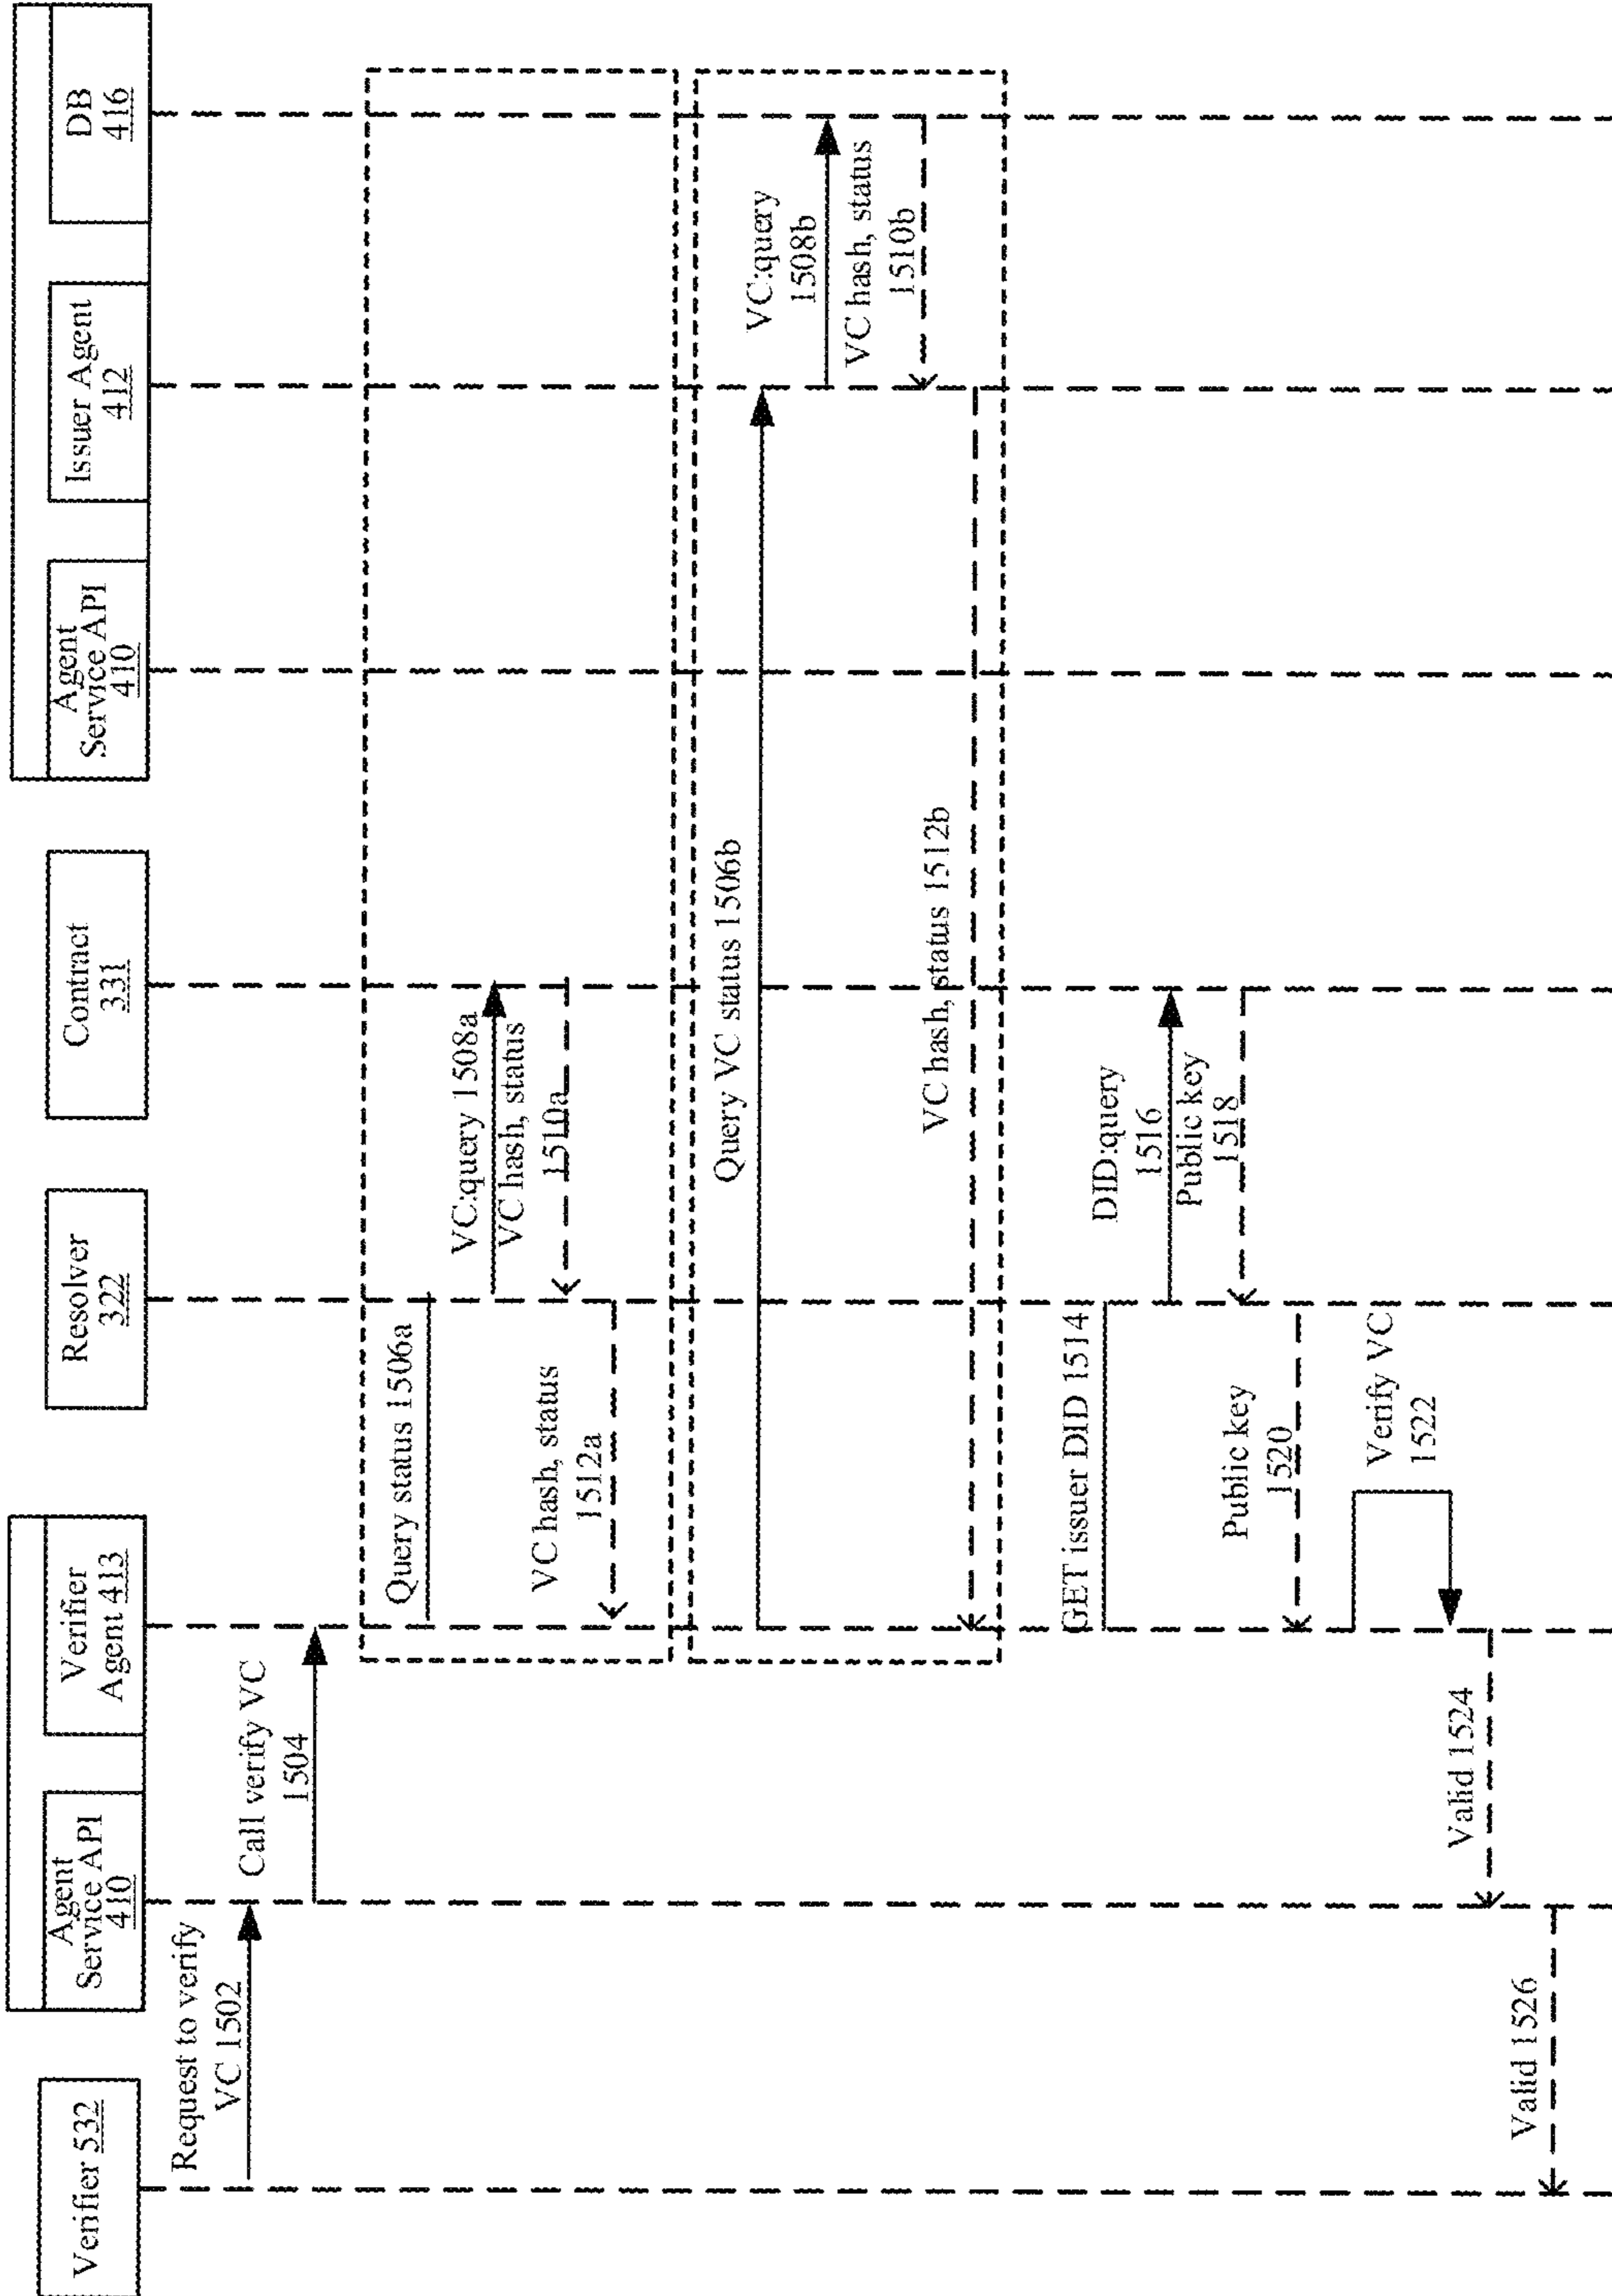 Verifier 532
Agent
Service API
410
Verifier
Agent 413
Resolver
322
Contract
331
Agent
Service API
410
Issuer Agent
412
DB
416
Request to verify
VC 1502
Call verify VC
1504
Query status 1506a
VC:query 1508a
VC hash, status
1510a
VC hash, status
1512a
Query VC status 1506b
VC:query
1508b
VC hash, status
1510b
VC hash, status 1512b
GET issuer DID 1514
DID:query
1516
Public key
1518
Public key
1520
Verify VC
1522
Valid 1524
Valid 1526